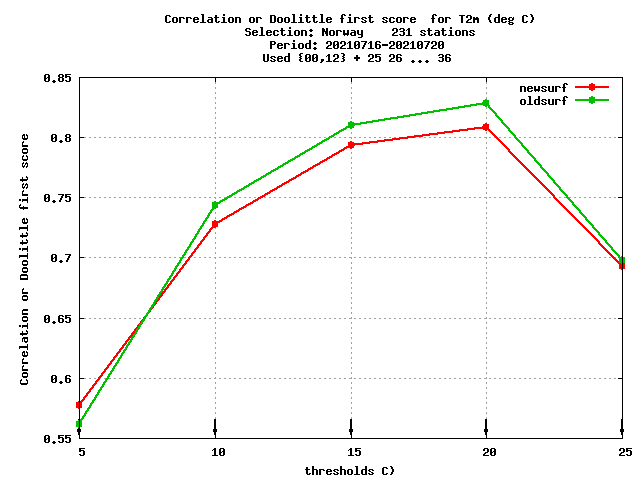 Correlation or Doolittle first score  for T2m (deg C)
Selection: Norway    231 stations
Period: 20210716-20210720
Used {00,12} + 25 26 ... 36
newsurf
oldsurf
Correlation or Doolittle first score
0.85
0.8
0.75
0.7
0.65
0.6
0.55
5 10 15 20 25
thresholds C)